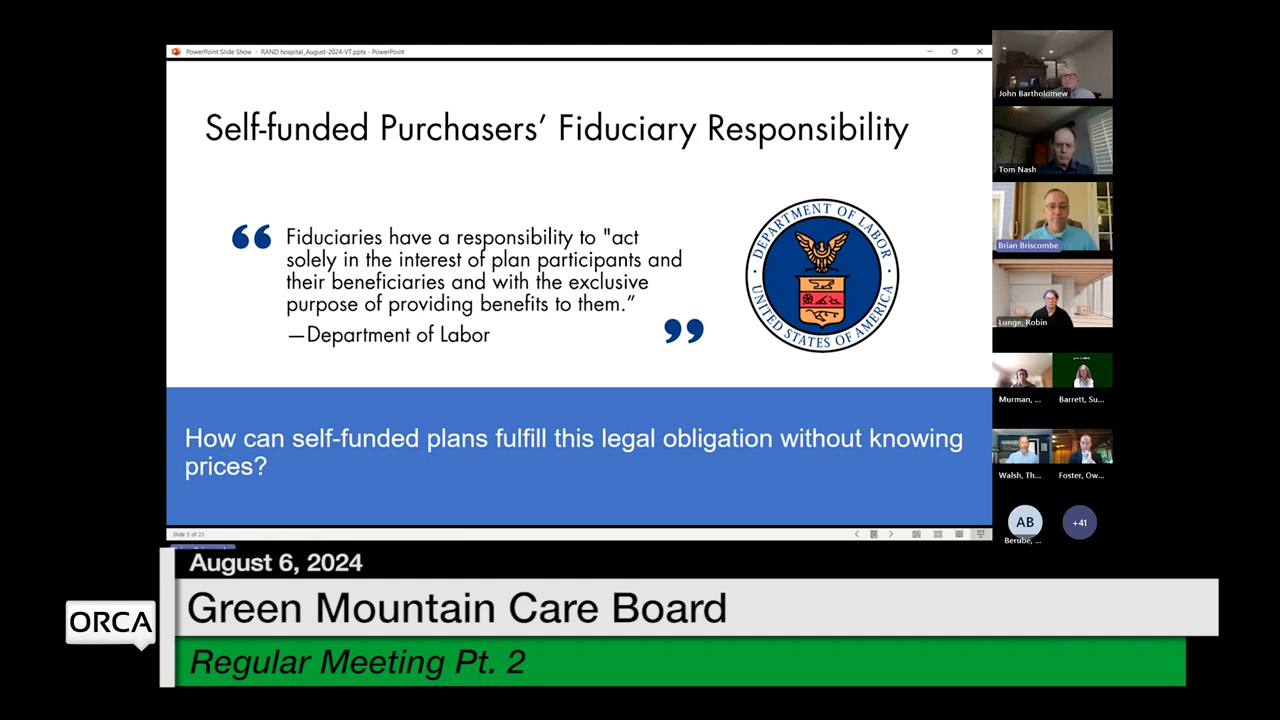 PowerPoint Slide Show - RAND hospital_August-2024-VT.pptx - PowerPoint
Self-funded Purchasers' Fiduciary Responsibility
“
Fiduciaries have a responsibility to "act
solely in the interest of plan participants and
their beneficiaries and with the exclusive
purpose of providing benefits to them.”
—Department of Labor
”
DEPARTMENT OF LABOR
UNITED STATES OF AMERICA
How can self-funded plans fulfill this legal obligation without knowing
prices?
Slide 5 of 23
John Bartholomew
Tom Nash
Brian Briscombe
Lunge, Robin
Murman, ...
Barrett, Su...
Walsh, Th...
Foster, Ow...
AB
+41
Berube, ...
August 6, 2024
ORCA
Green Mountain Care Board
Regular Meeting Pt. 2